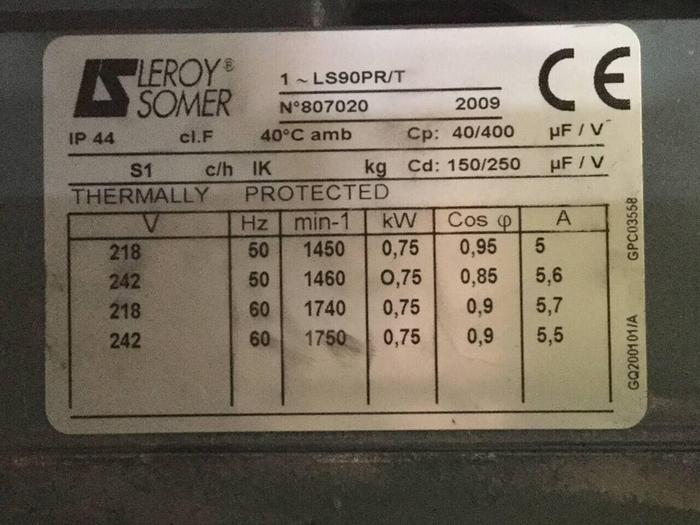 LEROY®
SOMER
1 ~ LS90PR/T
N°807020 2009
CE
IP 44 cl.F 40°C amb Cp: 40/400 µF / V
S1 c/h IK kg Cd: 150/250 µF / V
THERMALLY PROTECTED
V Hz min-1 kW Cos φ A
218 50 1450 0,75 0,95 5
242 50 1460 0,75 0,85 5,6
218 60 1740 0,75 0,9 5,7
242 60 1750 0,75 0,9 5,5
GPC03558
GQ200101/A